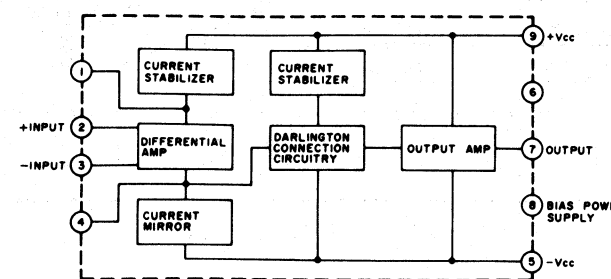 9 +Vcc
CURRENT
STABILIZER
CURRENT
STABILIZER
1
6
+INPUT 2
DIFFERENTIAL
AMP
DARLINGTON
CONNECTION
CIRCUITRY
OUTPUT AMP
7 OUTPUT
-INPUT 3
4
CURRENT
MIRROR
8 BIAS POW
SUPPLY
5 -Vcc